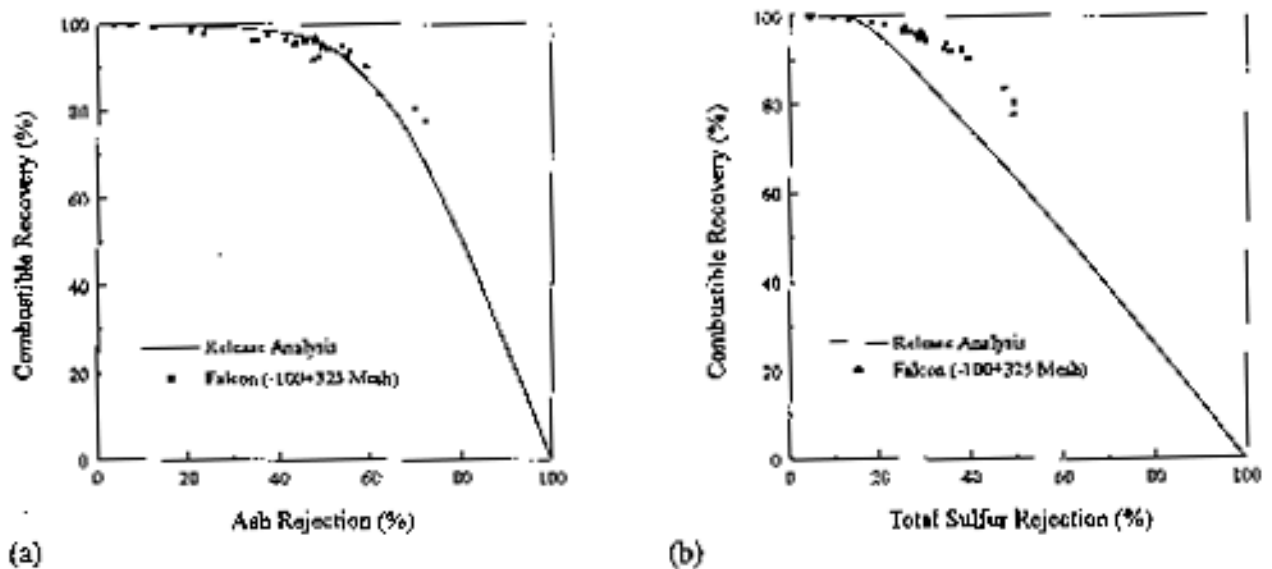 100
80
60
40
20
0
Combustible Recovery (%)
Release Analysis
Falcon (-100+325 Mesh)
0 20 40 60 80 100
Ash Rejection (%)
(a)
100
80
60
40
20
0
Combustible Recovery (%)
Release Analysis
Falcon (-100+325 Mesh)
0 20 40 60 80 100
Total Sulfur Rejection (%)
(b)